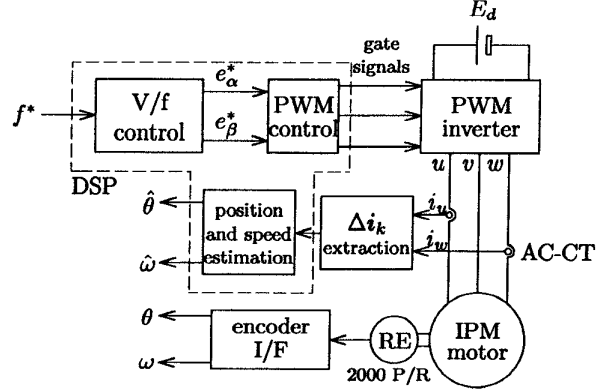 E_d
gate
signals
f*
V/f
control
e*_α
e*_β
PWM
control
PWM
inverter
u v w
DSP
θ̂
ω̂
position
and speed
estimation
Δi_k
extraction
i_u
i_w
AC-CT
θ
ω
encoder
I/F
RE
2000 P/R
IPM
motor